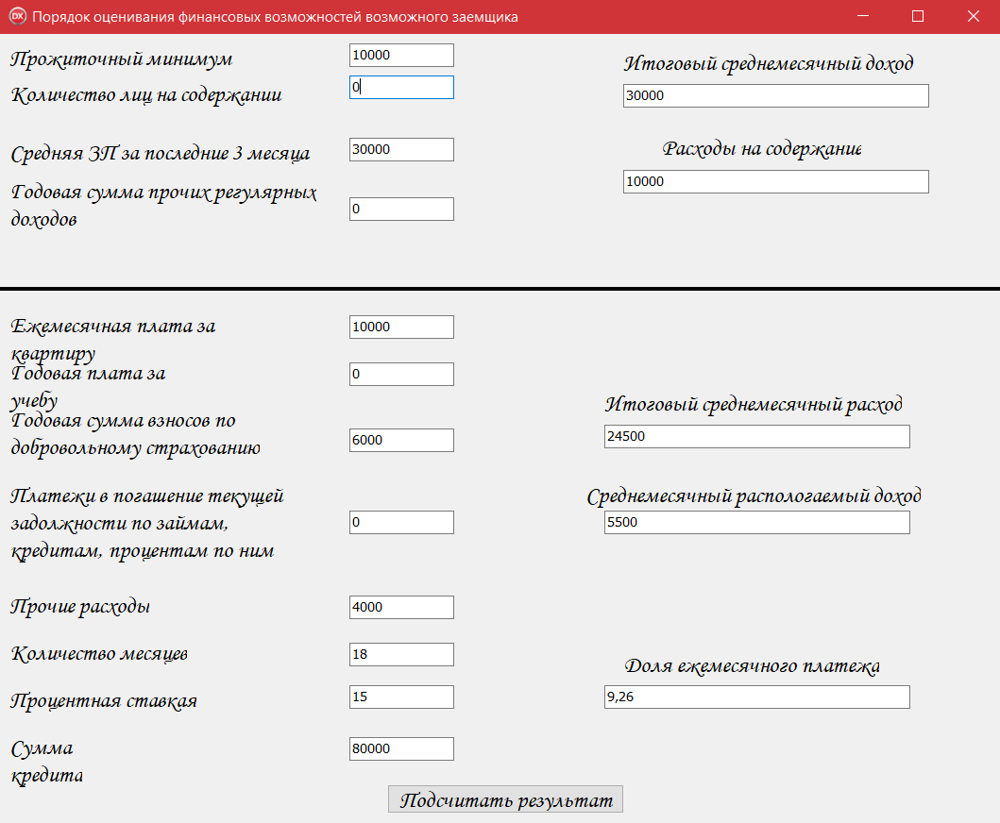 DX Порядок оценивания финансовых возможностей возможного заемщика
Прожиточный минимум
10000
Количество лиц на содержании
0
Средняя ЗП за последние 3 месяца
30000
Годовая сумма прочих регулярных
доходов
0
Итоговый среднемесячный доход
30000
Расходы на содержание
10000
Ежемесячная плата за
квартиру
10000
Годовая плата за
учебу
0
Годовая сумма взносов по
добровольному страхованию
6000
Платежи в погашение текущей
задолжности по займам,
кредитам, процентам по ним
0
Прочие расходы
4000
Количество месяцев
18
Процентная ставкая
15
Сумма
кредита
80000
Итоговый среднемесячный расход
24500
Среднемесячный распологаемый доход
5500
Доля ежемесячного платежа
9,26
Подсчитать результат